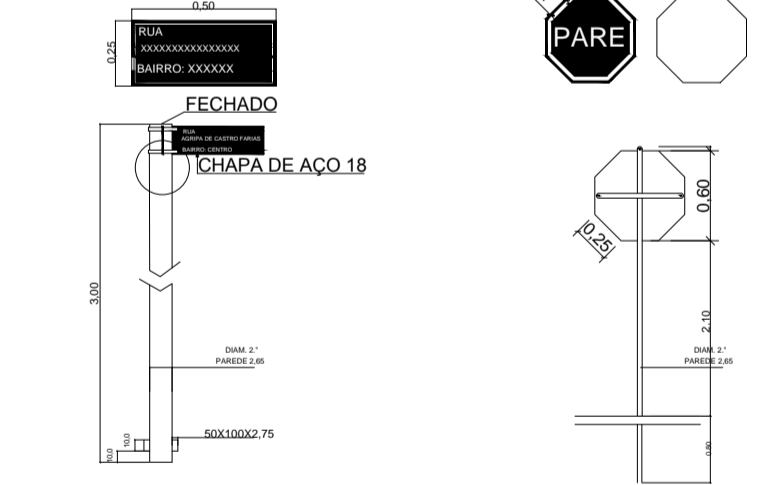 0,50
0,25
RUA
XXXXXXXXXXXXXXXX
BAIRRO: XXXXXX
FECHADO
RUA
AGRIPA DE CASTRO FARIAS
BAIRRO: CENTRO
CHAPA DE AÇO 18
3,00
DIAM. 2."
PAREDE 2,65
50X100X2,75
10,0
10,0
PARE
0,60
0,25
2,10
DIAM. 2."
PAREDE 2,65
0,80